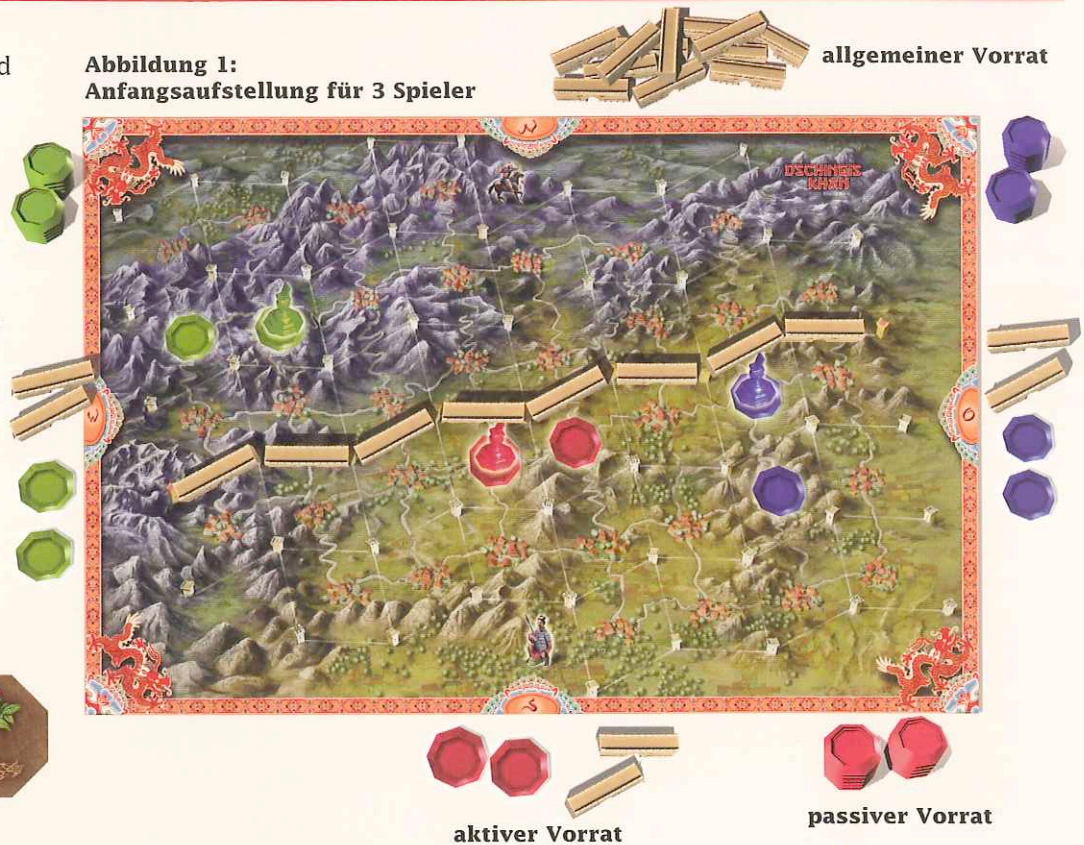 d
Abbildung 1:
Anfangsaufstellung für 3 Spieler
allgemeiner Vorrat
N
DSCHINGIS
KHAN
W
O
S
aktiver Vorrat
passiver Vorrat